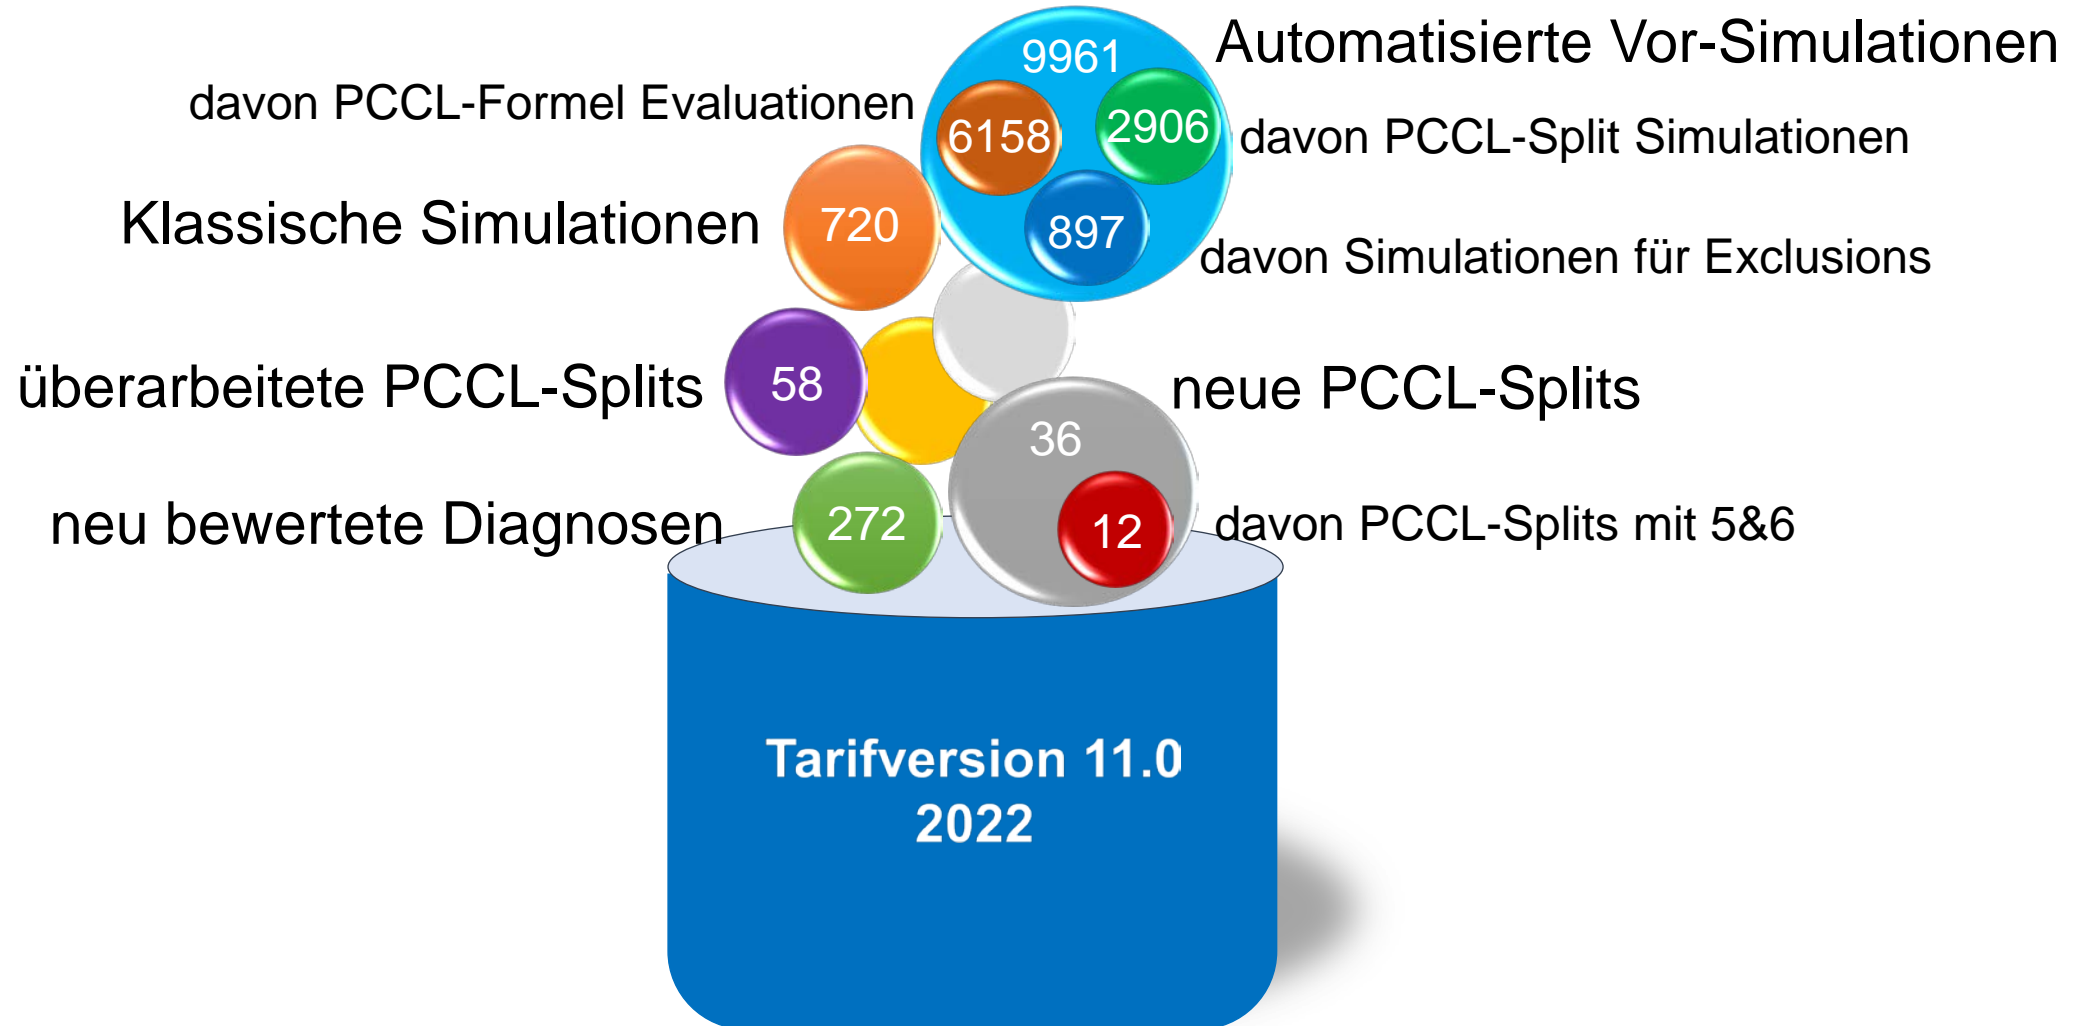 Automatisierte Vor-Simulationen
9961
davon PCCL-Formel Evaluationen
6158
2906
davon PCCL-Split Simulationen
Klassische Simulationen
720
897
davon Simulationen für Exclusions
überarbeitete PCCL-Splits
58
neue PCCL-Splits
36
neu bewertete Diagnosen
272
12
davon PCCL-Splits mit 5&6
Tarifversion 11.0
2022